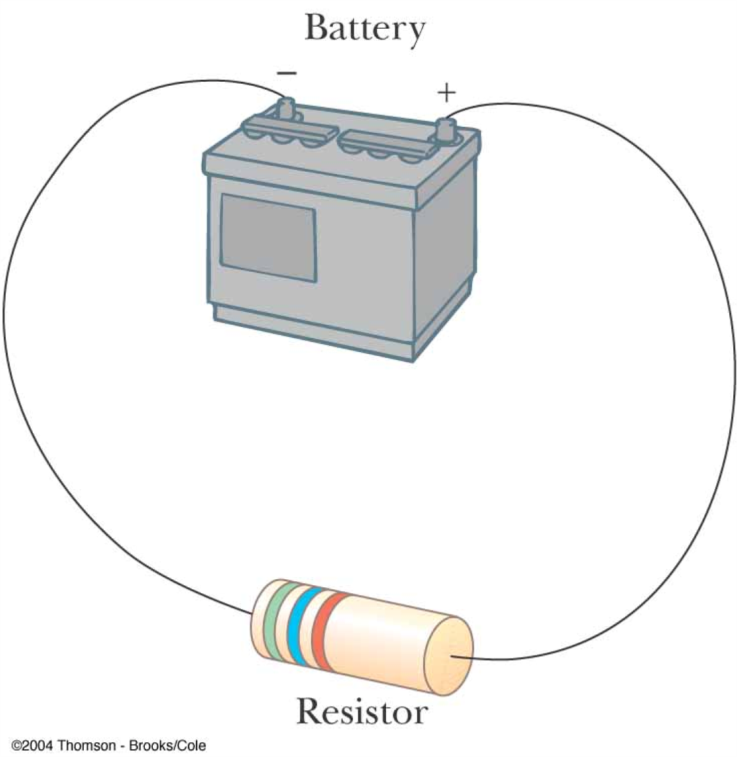 Battery
− +
Resistor
©2004 Thomson - Brooks/Cole